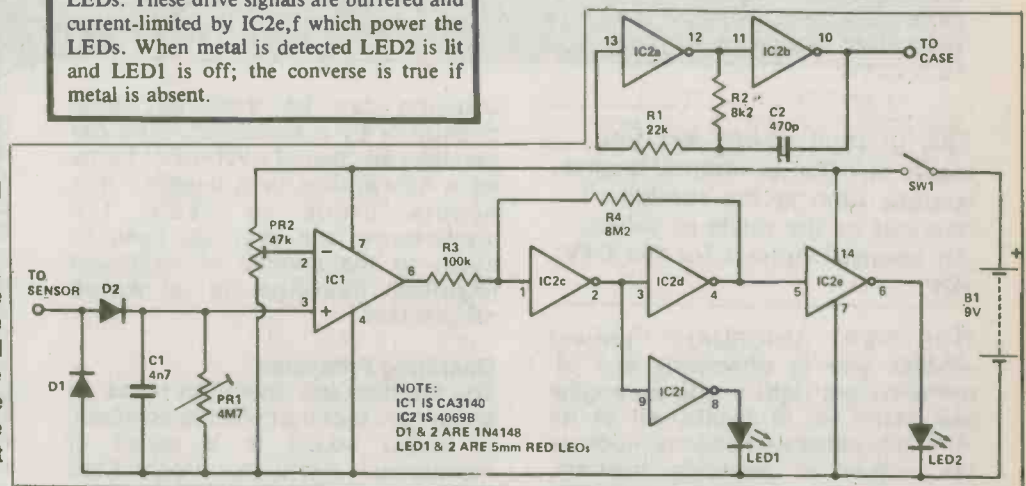 LEDs. These drive signals are buffered and
current-limited by IC2e,f which power the
LEDs. When metal is detected LED2 is lit
and LED1 is off; the converse is true if
metal is absent.
13
IC2a
12
11
IC2b
10
TO
CASE
R2
8k2
R1
22k
C2
470p
SW1
PR2
47k
7
2
IC1
6
3
+
4
R3
100k
R4
8M2
1
IC2c
2
3
IC2d
4
14
5
IC2e
6
7
+
B1
9V
TO
SENSOR
D2
D1
C1
4n7
PR1
4M7
9
IC2f
8
LED1
LED2
NOTE:
IC1 IS CA3140
IC2 IS 4069B
D1 & 2 ARE 1N4148
LED1 & 2 ARE 5mm RED LEDs